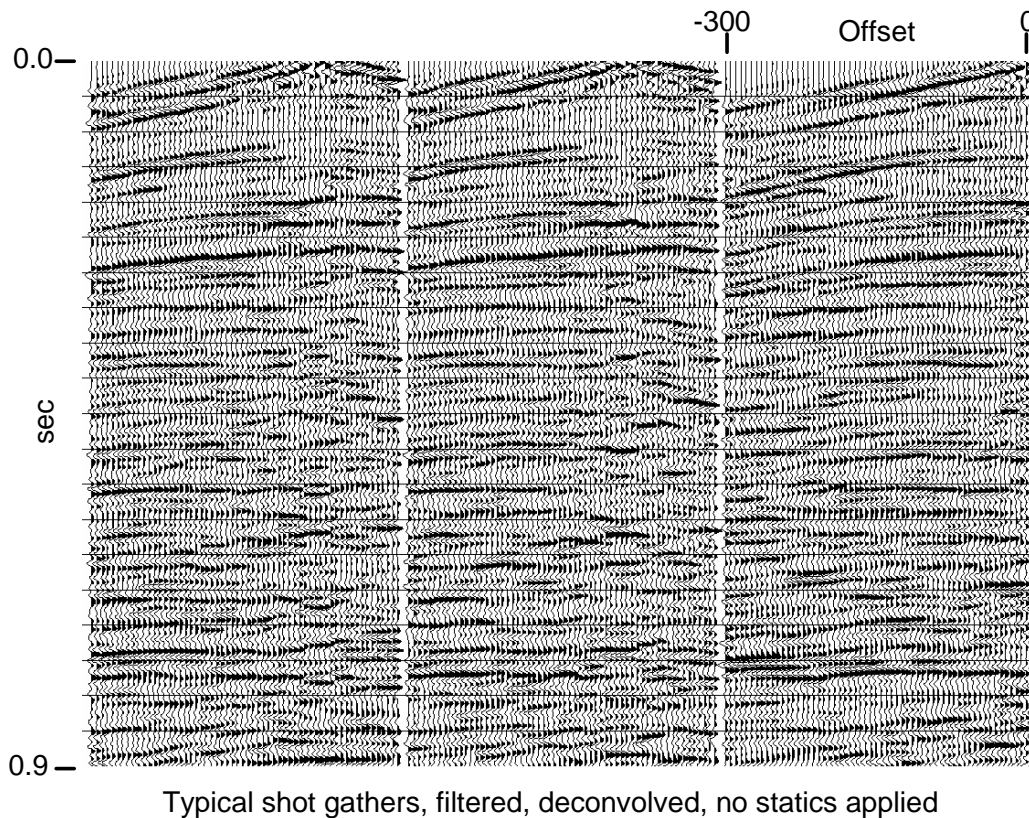 -300 Offset 0
0.0
sec
0.9
Typical shot gathers, filtered, deconvolved, no statics applied